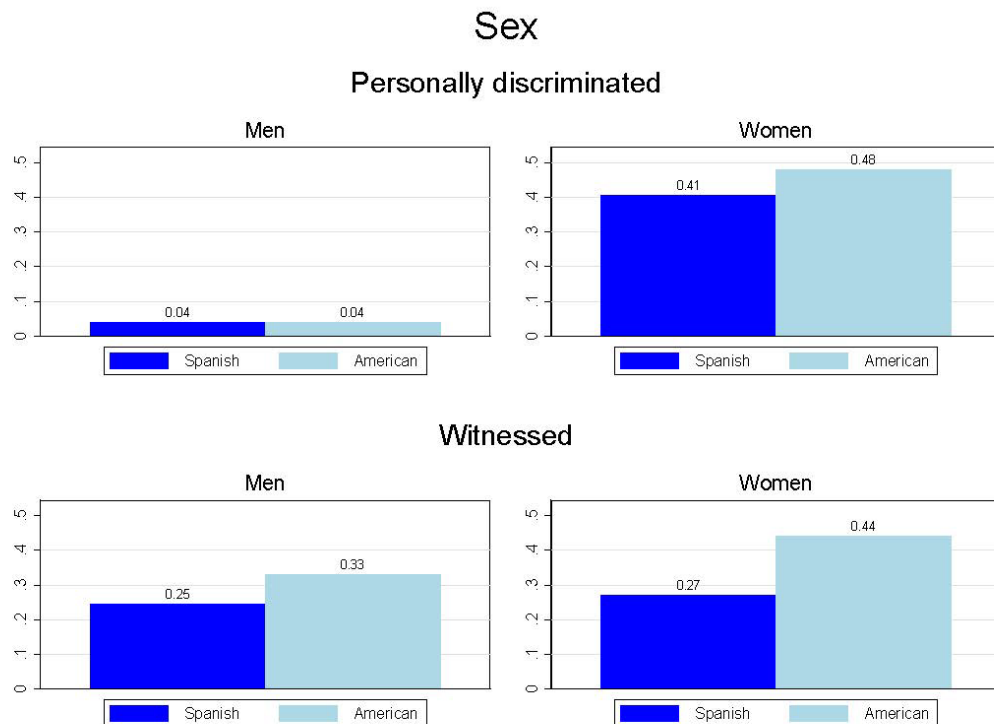 Sex
Personally discriminated
Men
.5
.4
.3
.2
.1
0
0.04 0.04
Spanish American
Women
.5
.4
.3
.2
.1
0
0.41 0.48
Spanish American
Witnessed
Men
.5
.4
.3
.2
.1
0
0.25 0.33
Spanish American
Women
.5
.4
.3
.2
.1
0
0.27 0.44
Spanish American